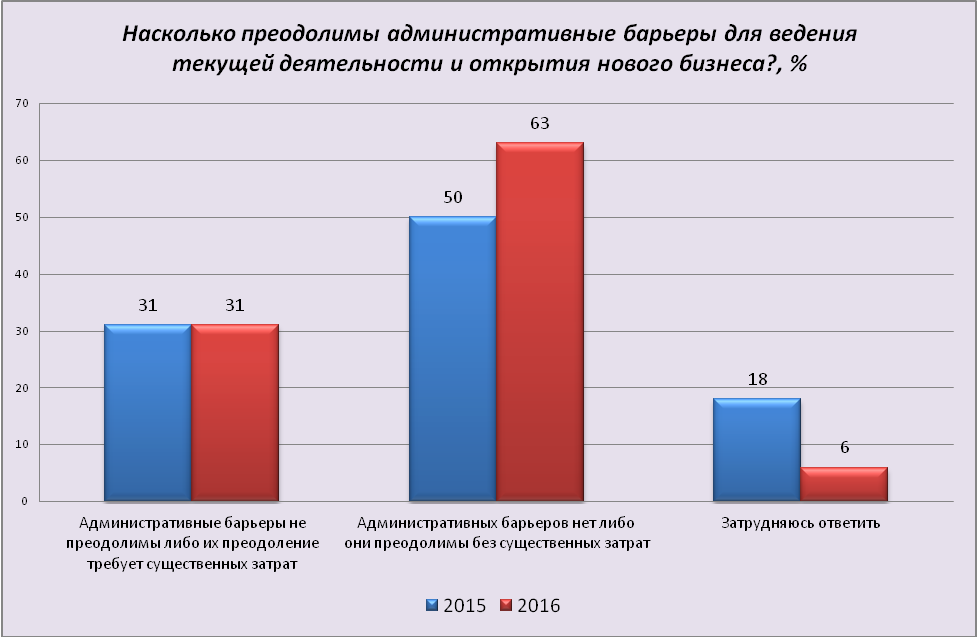 Насколько преодолимы административные барьеры для ведения
текущей деятельности и открытия нового бизнеса?, %
70
60
50
40
30
20
10
0
31
31
50
63
18
6
Административные барьеры не
преодолимы либо их преодоление
требует существенных затрат
Административных барьеров нет либо
они преодолимы без существенных затрат
Затрудняюсь ответить
2015
2016